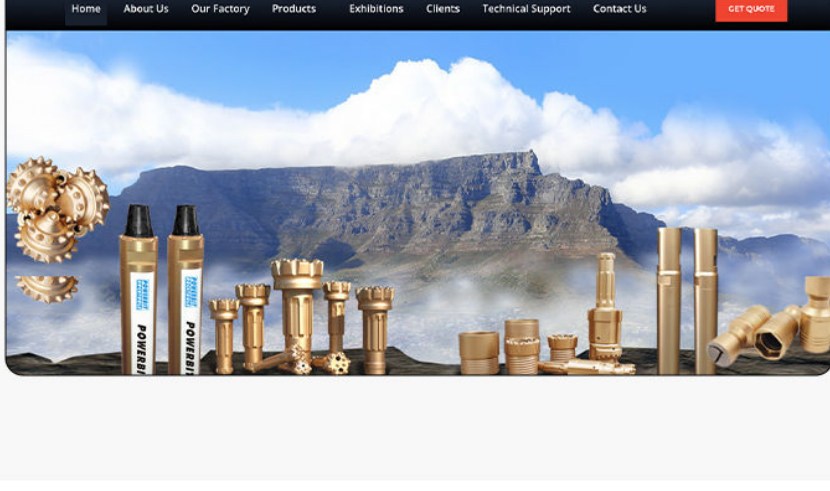 Home
About Us
Our Factory
Products
Exhibitions
Clients
Technical Support
Contact Us
GET QUOTE
POWERBI
POWERBI